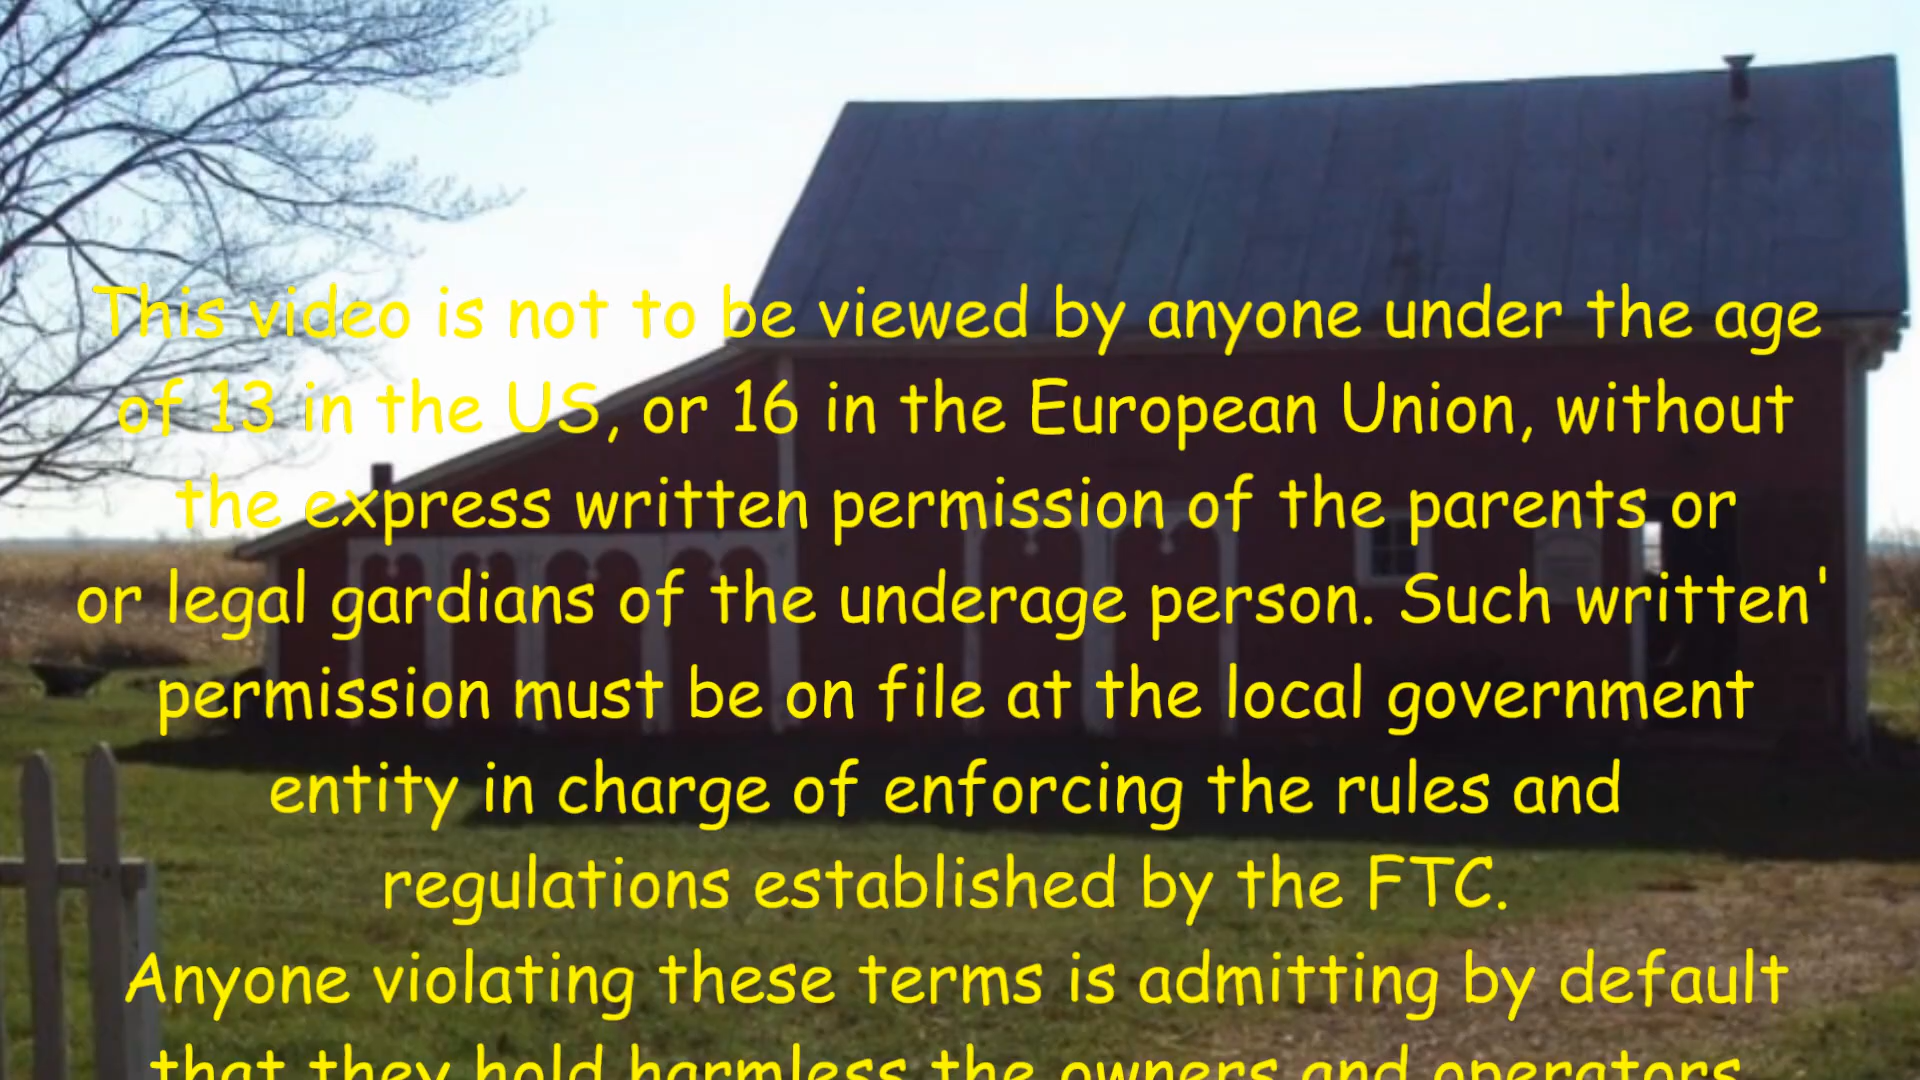 This video is not to be viewed by anyone under the age
of 13 in the US, or 16 in the European Union, without
the express written permission of the parents or
or legal gardians of the underage person. Such written'
permission must be on file at the local government
entity in charge of enforcing the rules and
regulations established by the FTC.
Anyone violating these terms is admitting by default
that they hold harmless the owners and operators